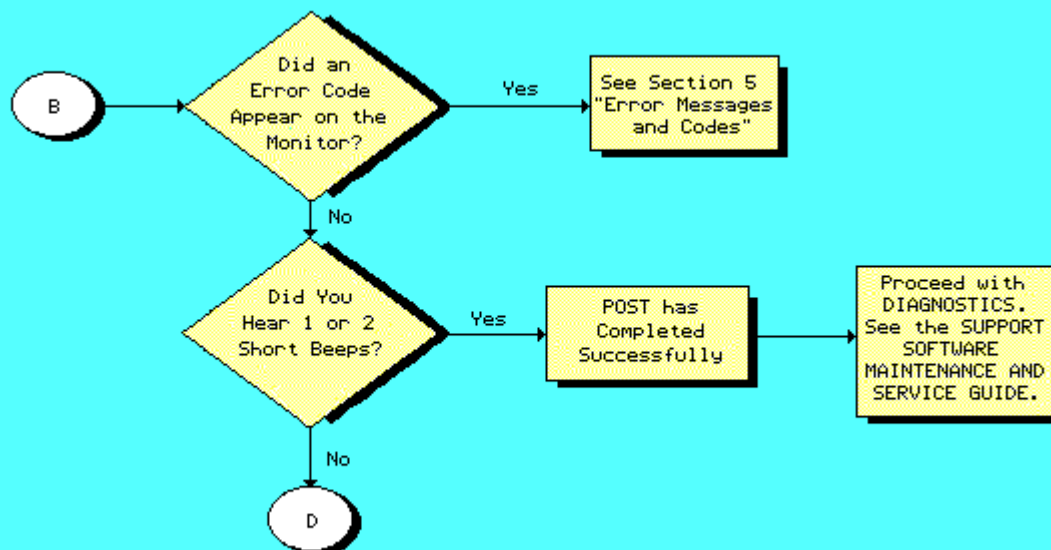 B
Did an
Error Code
Appear on the
Monitor?
Yes
See Section 5
"Error Messages
and Codes"
No
Did You
Hear 1 or 2
Short Beeps?
Yes
POST has
Completed
Successfully
Proceed with
DIAGNOSTICS.
See the SUPPORT
SOFTWARE
MAINTENANCE AND
SERVICE GUIDE.
No
D